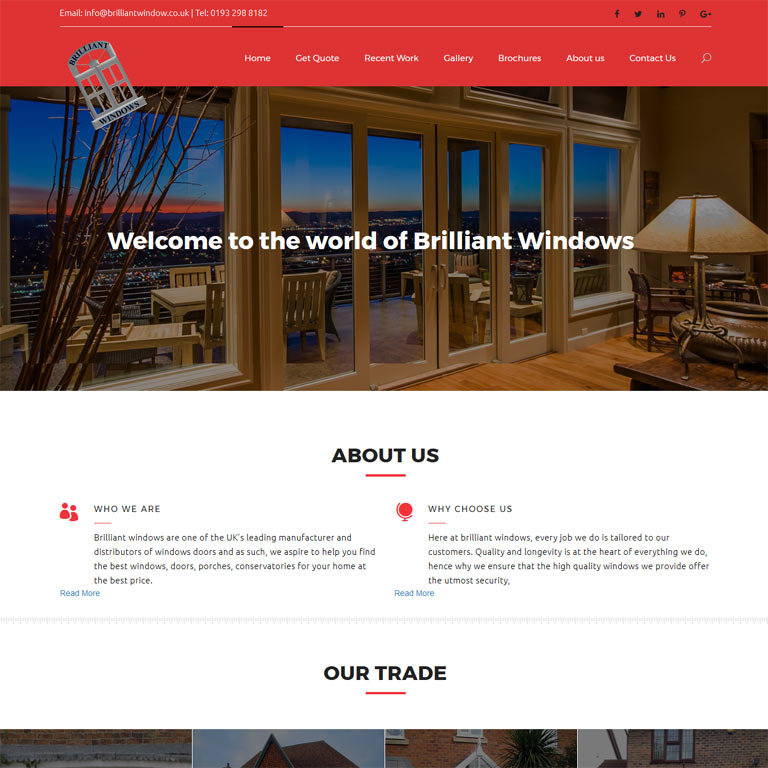 Email: info@brilliantwindow.co.uk | Tel: 0193 298 8182
BRILLIANT
WINDOWS
Home
Get Quote
Recent Work
Gallery
Brochures
About us
Contact Us
Welcome to the world of Brilliant Windows
ABOUT US
WHO WE ARE
Brilliant windows are one of the UK's leading manufacturer and
distributors of windows doors and as such, we aspire to help you find
the best windows, doors, porches, conservatories for your home at
the best price.
Read More
WHY CHOOSE US
Here at brilliant windows, every job we do is tailored to our
customers. Quality and longevity is at the heart of everything we do,
hence why we ensure that the high quality windows we provide offer
the utmost security,
Read More
OUR TRADE